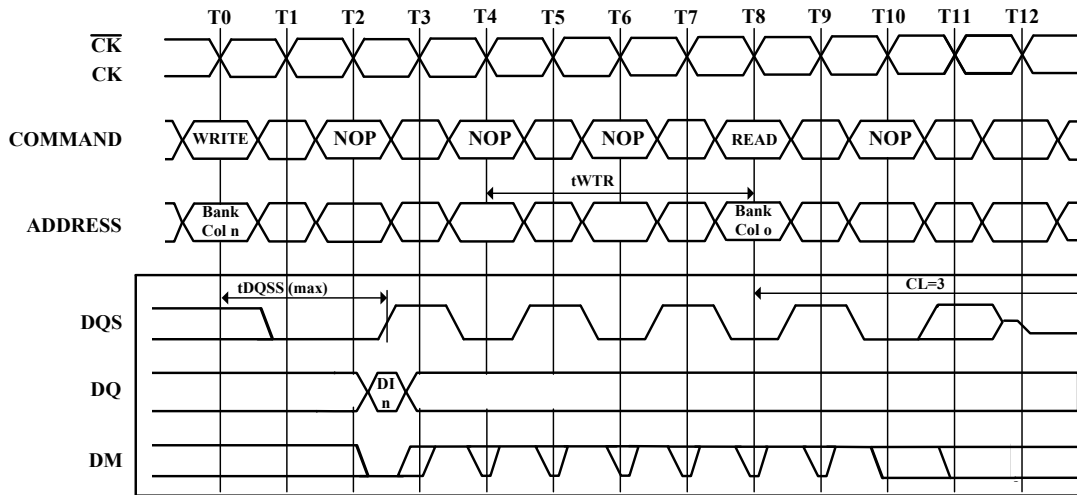 T0 T1 T2 T3 T4 T5 T6 T7 T8 T9 T10 T11 T12
CK
CK
COMMAND WRITE NOP NOP NOP READ NOP
tWTR
ADDRESS Bank Col n Bank Col o
tDQSS (max) CL=3
DQS
DQ DI n
DM